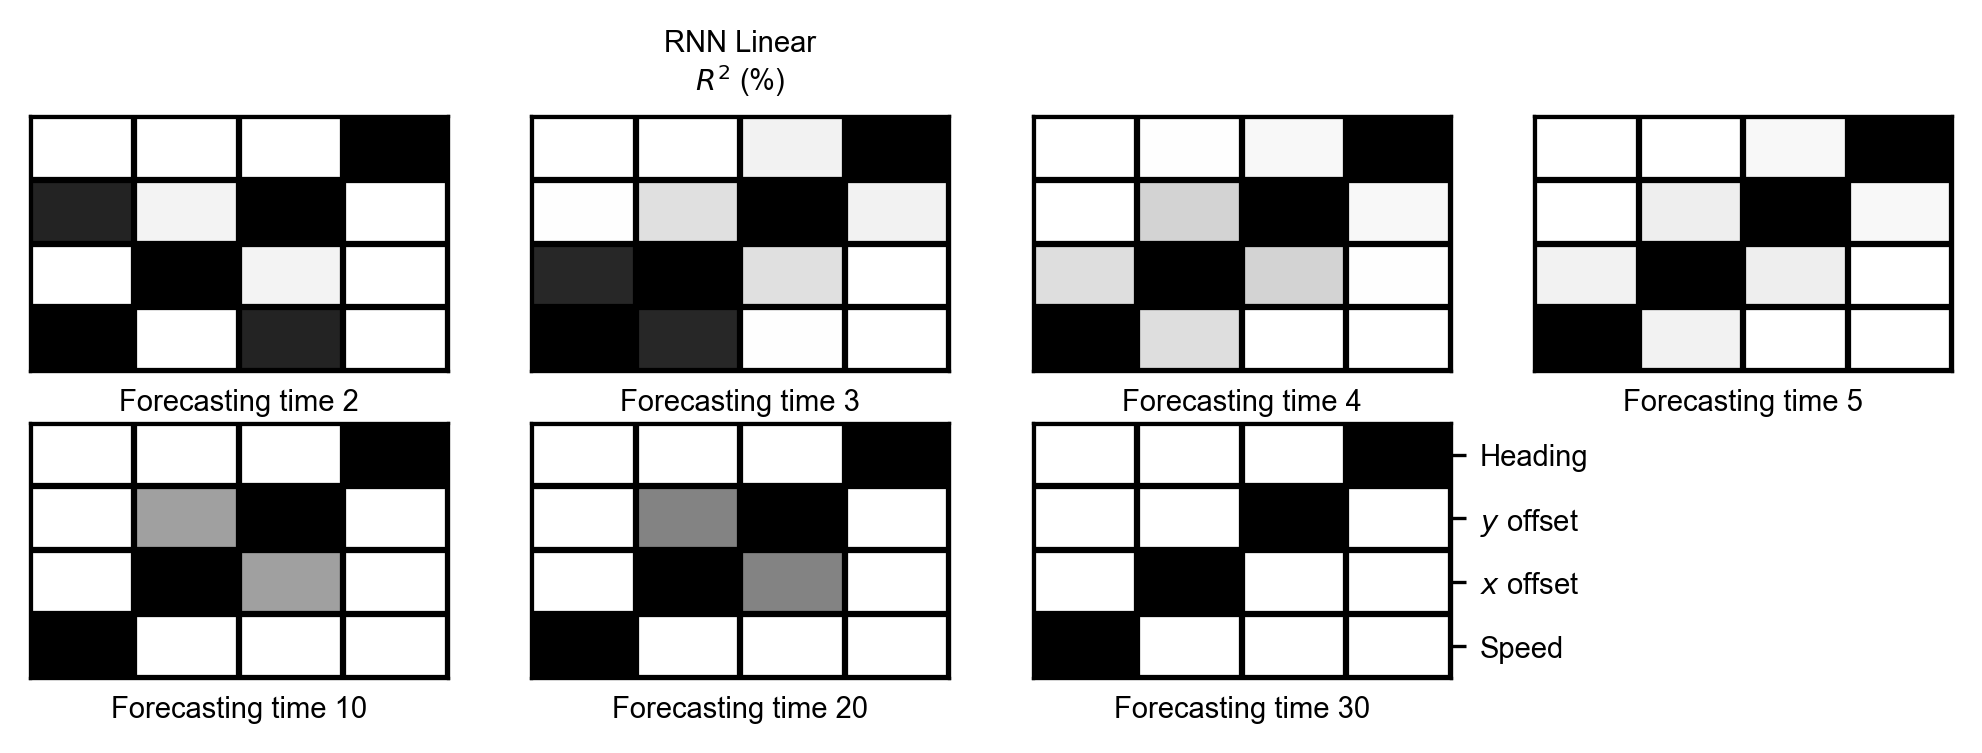 RNN Linear
R² (%)
Forecasting time 2
Forecasting time 3
Forecasting time 4
Forecasting time 5
Heading
y offset
x offset
Speed
Forecasting time 10
Forecasting time 20
Forecasting time 30